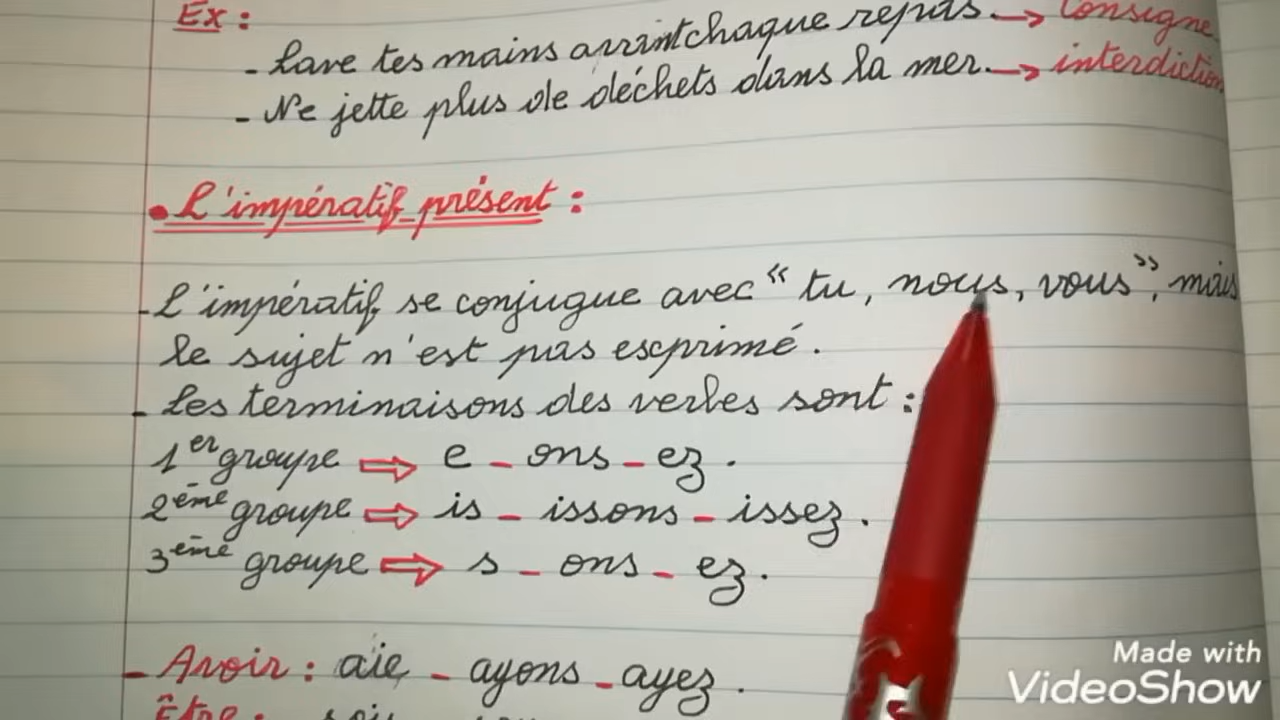 Ex :
- Lave tes mains avant chaque repas. → Consigne
- Ne jette plus de déchets dans la mer. → interdiction
• L'impératif présent :
- L'impératif se conjugue avec « tu, nous, vous », mais
le sujet n'est pas exprimé.
- Les terminaisons des verbes sont :
1er groupe ⇒ e - ons - ez.
2ème groupe ⇒ is - issons - issez.
3ème groupe ⇒ s - ons - ez.
- Avoir : aie - ayons - ayez.
Être :
Made with
VideoShow